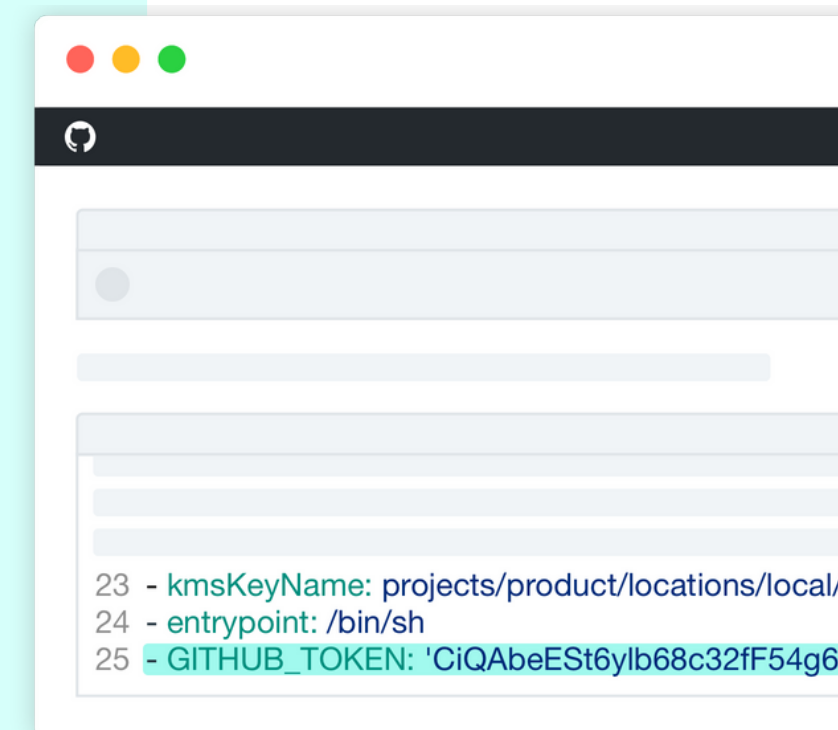 23 - kmsKeyName: projects/product/locations/local/
24 - entrypoint: /bin/sh
25 - GITHUB_TOKEN: 'CiQAbeESt6ylb68c32fF54g6